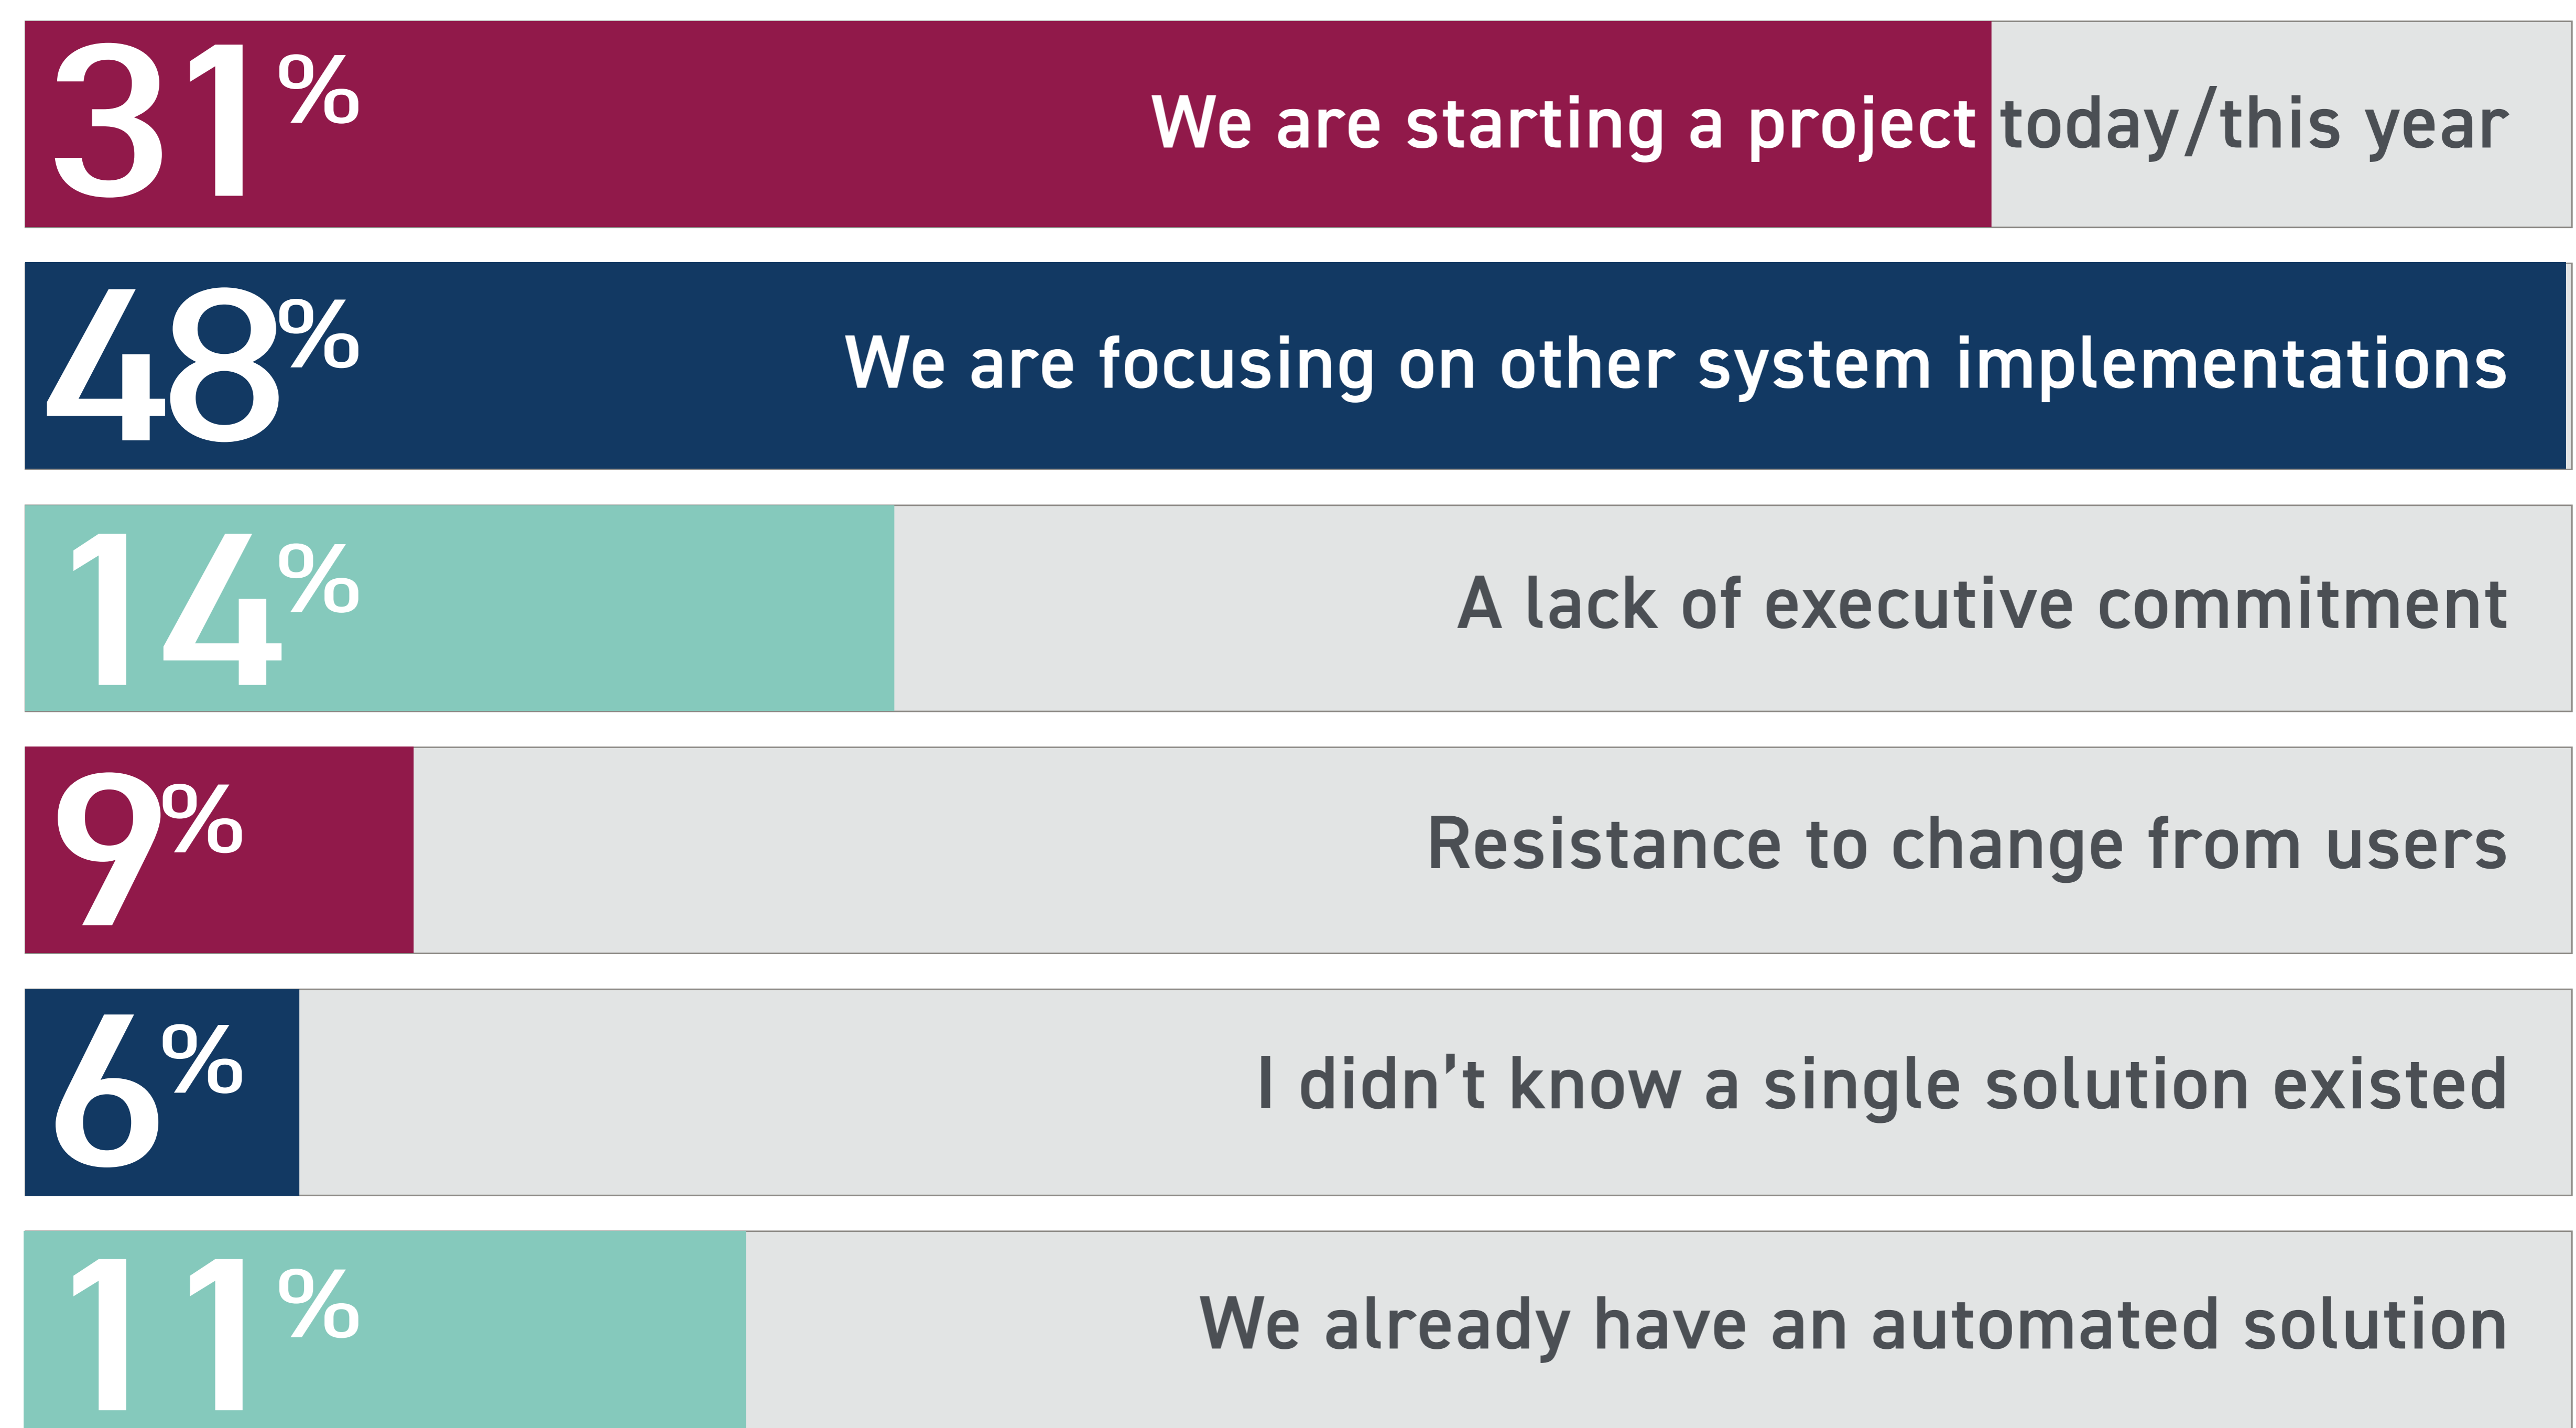 31% We are starting a project today/this year
48% We are focusing on other system implementations
14% A lack of executive commitment
9% Resistance to change from users
6% I didn’t know a single solution existed
11% We already have an automated solution